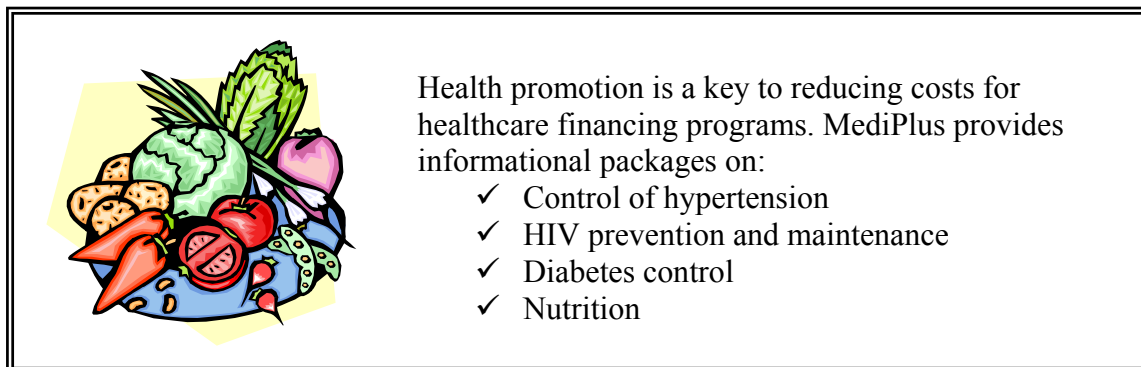 Health promotion is a key to reducing costs for
healthcare financing programs. MediPlus provides
informational packages on:
✓ Control of hypertension
✓ HIV prevention and maintenance
✓ Diabetes control
✓ Nutrition